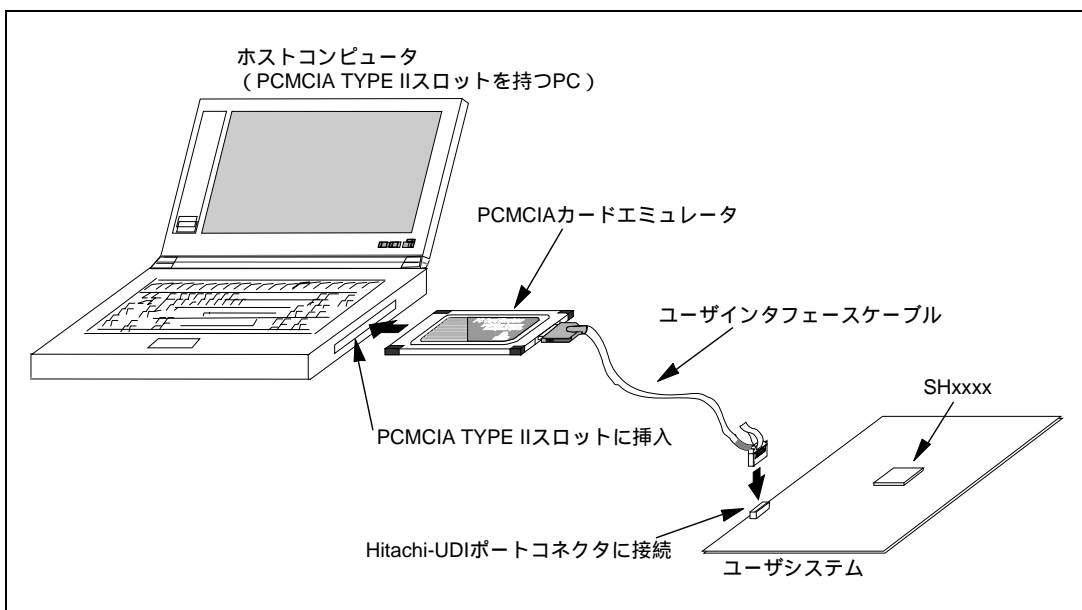 ホストコンピュータ
（PCMCIA TYPE IIスロットを持つPC）
PCMCIAカードエミュレータ
ユーザインタフェースケーブル
SHxxxx
PCMCIA TYPE IIスロットに挿入
Hitachi-UDIポートコネクタに接続
ユーザシステム